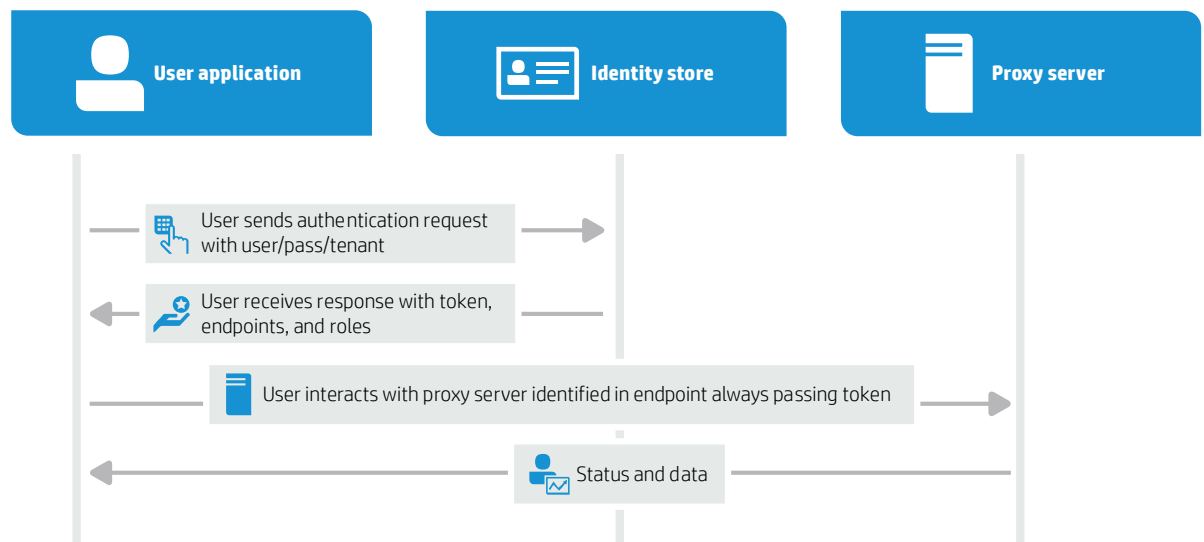 User application
Identity store
Proxy server
User sends authentication request
with user/pass/tenant
User receives response with token,
endpoints, and roles
User interacts with proxy server identified in endpoint always passing token
Status and data